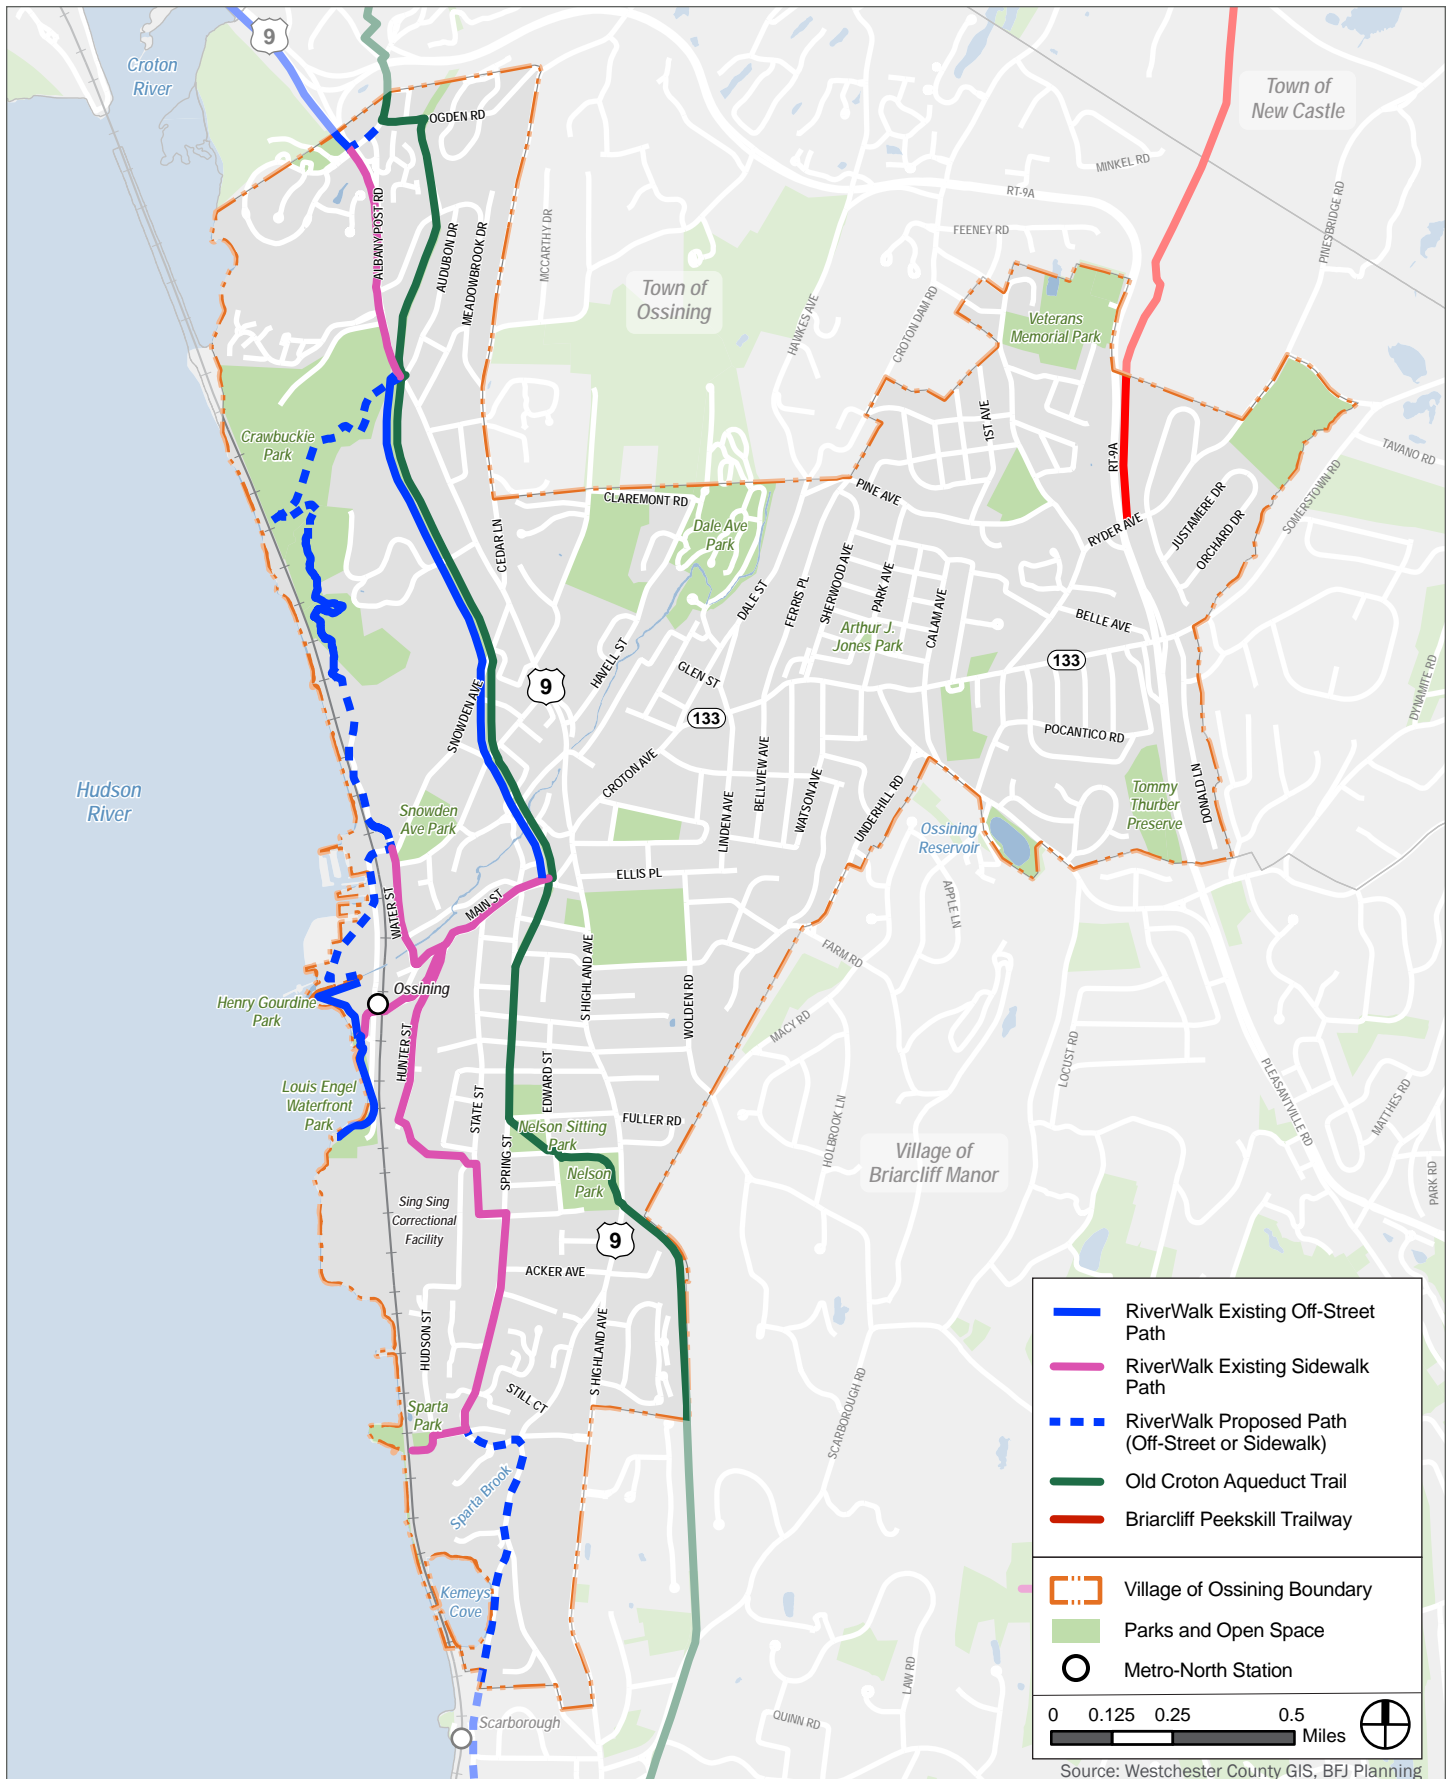 9
Croton
River
Town of
New Castle
OGDEN RD
MINKEL RD
RT-9A
PINESBRIDGE RD
ALBANY POST RD
AUDUBON DR
MEADOWBROOK DR
MCCARTHY DR
FEENEY RD
Town of
Ossining
HAWKES AVE
CROTON DAM RD
Veterans
Memorial Park
1ST AVE
RT-9A
TAVANO RD
SOMERSTOWN RD
Crawbuckie
Park
CLAREMONT RD
PINE AVE
Dale Ave
Park
CEDAR LN
RYDER AVE
JUSTAMERE DR
ORCHARD DR
DALE ST
FERRIS PL
SHERWOOD AVE
PARK AVE
CALAM AVE
Arthur J.
Jones Park
BELLE AVE
133
HAVELL ST
GLEN ST
9
133
SNOWDEN AVE
DYNAMITE RD
POCANTICO RD
CROTON AVE
BELLVIEW AVE
WATSON AVE
LINDEN AVE
UNDERHILL RD
DONALD LN
Tommy
Thurber
Preserve
Hudson
River
Snowden
Ave Park
Ossining
Reservoir
ELLIS PL
APPLE LN
MAIN ST
WATER ST
FARM RD
S HIGHLAND AVE
WOLDEN RD
Ossining
Henry Gourdine
Park
MACY RD
HUNTER ST
LOCUST RD
PLEASANTVILLE RD
EDWARD ST
Louis Engel
Waterfront
Park
STATE ST
FULLER RD
Nelson Sitting
Park
HOLBROOK LN
MATTHES RD
SPRING ST
Nelson
Park
Village of
Briarcliff Manor
PARK RD
Sing Sing
Correctional
Facility
9
ACKER AVE
HUDSON ST
S HIGHLAND AVE
STILL CT
SCARBOROUGH RD
Sparta
Park
Sparta Brook
Kemeys
Cove
LAW RD
QUINN RD
Scarborough
RiverWalk Existing Off-Street
Path
RiverWalk Existing Sidewalk
Path
RiverWalk Proposed Path
(Off-Street or Sidewalk)
Old Croton Aqueduct Trail
Briarcliff Peekskill Trailway
Village of Ossining Boundary
Parks and Open Space
Metro-North Station
0 0.125 0.25 0.5
Miles
Source: Westchester County GIS, BFJ Planning